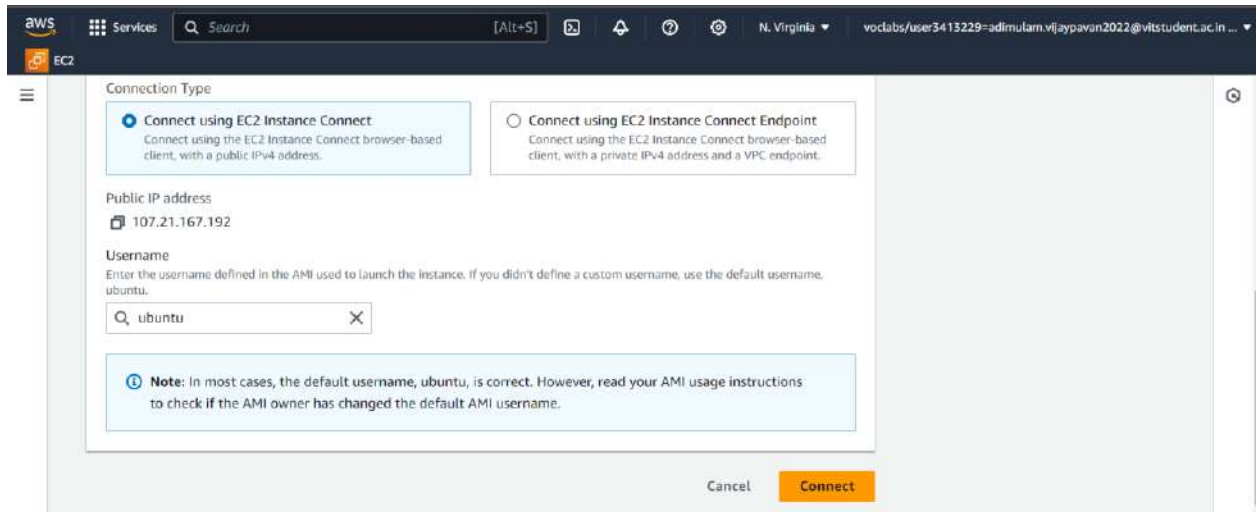 aws Services Search [Alt+S] N. Virginia voclabs/user3413229=adimulam.vijaypavan2022@vitstudent.ac.in ...
EC2
Connection Type
Connect using EC2 Instance Connect
Connect using the EC2 Instance Connect browser-based
client, with a public IPv4 address.
Connect using EC2 Instance Connect Endpoint
Connect using the EC2 Instance Connect browser-based
client, with a private IPv4 address and a VPC endpoint.
Public IP address
107.21.167.192
Username
Enter the username defined in the AMI used to launch the instance. If you didn't define a custom username, use the default username,
ubuntu.
ubuntu
Note: In most cases, the default username, ubuntu, is correct. However, read your AMI usage instructions
to check if the AMI owner has changed the default AMI username.
Cancel Connect